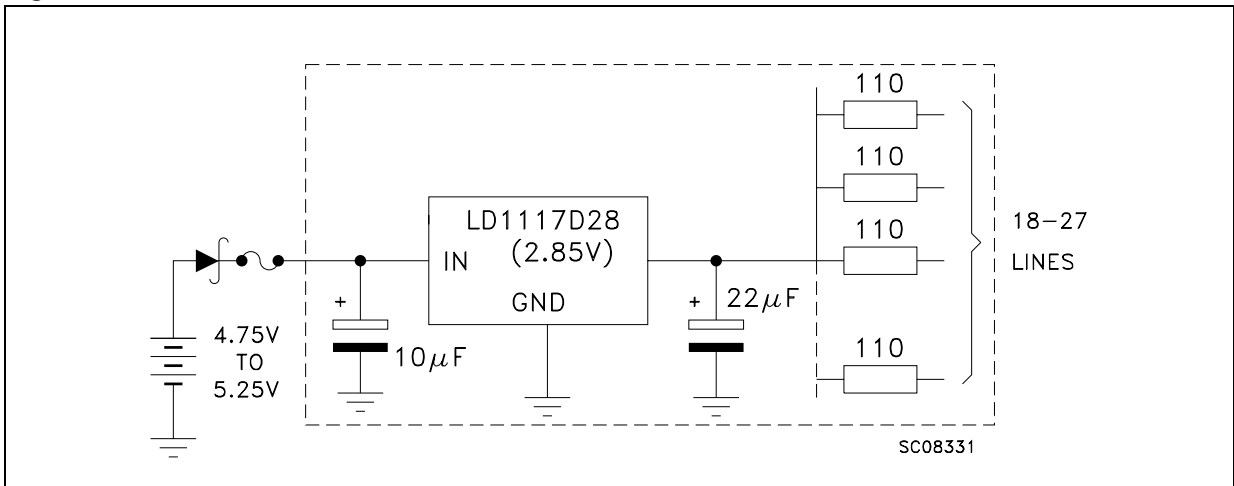 110
110
110
110
18-27
LINES
LD1117D28
(2.85V)
IN
GND
+
10μF
+
22μF
4.75V
TO
5.25V
SC08331